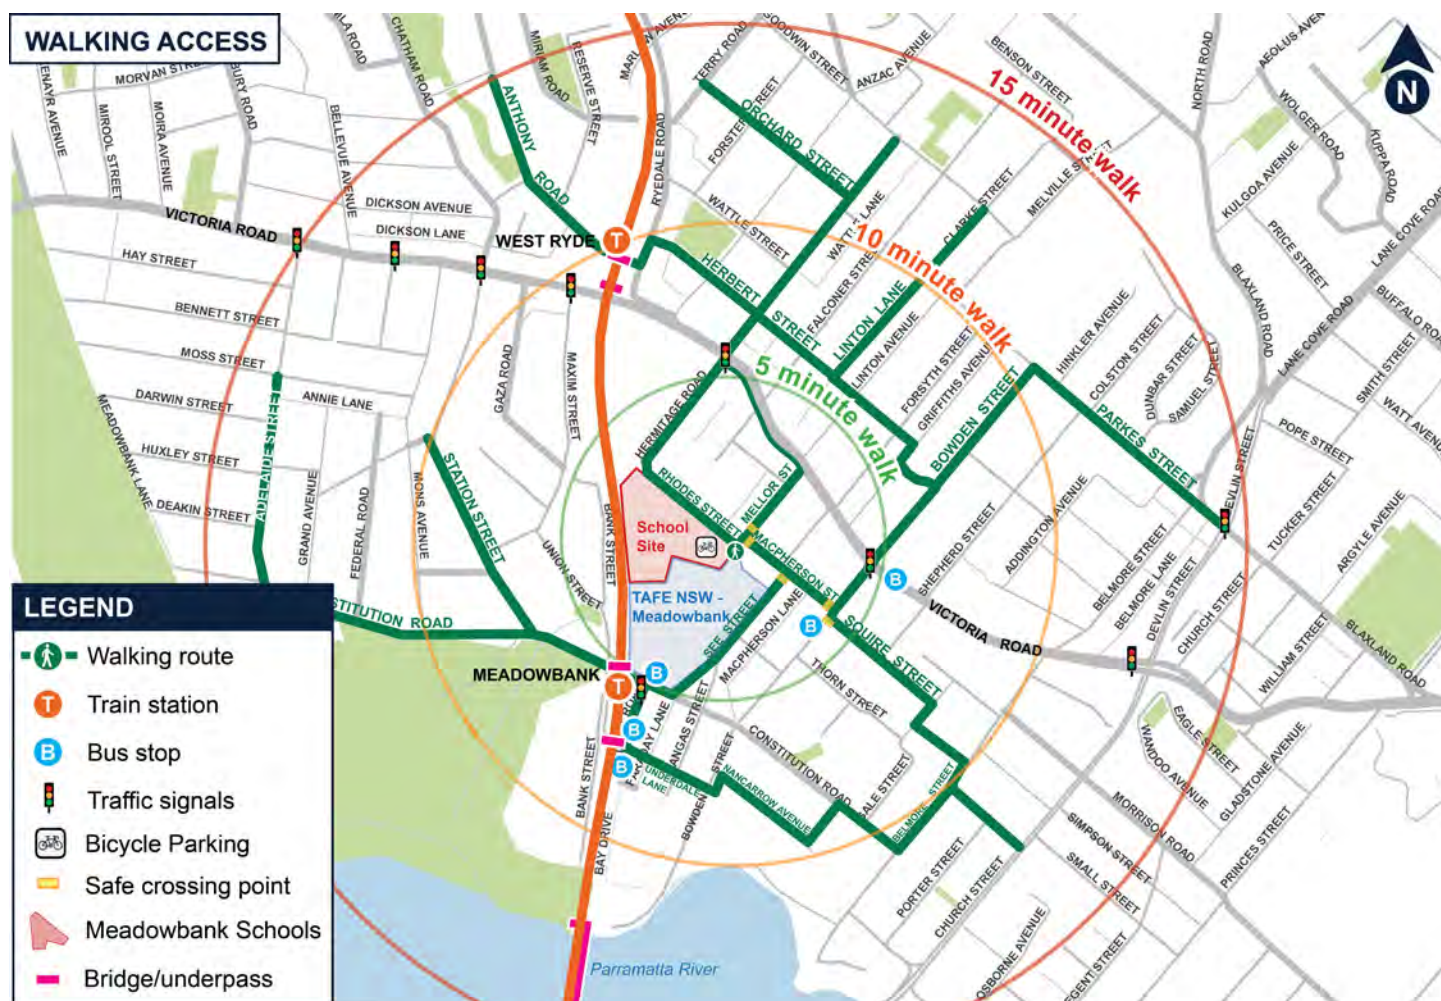 WALKING ACCESS
N
15 minute walk
10 minute walk
5 minute walk
MORVAN STREET
MIROOL STREET
MOIRA AVENUE
BELLEVUE AVENUE
CHATHAM ROAD
ANTHONY
ROAD
MIRIAM ROAD
RESERVE STREET
RYEDALE ROAD
TERRY ROAD
GOODWIN STREET
ANZAC AVENUE
BENSON STREET
NORTH ROAD
AEOLUS AVENUE
WOLGER ROAD
KUPPA ROAD
KULGOA AVENUE
PRICE STREET
LANE COVE ROAD
BUFFALO ROAD
BLAXLAND ROAD
LANE COVE ROAD
MELVILLE STREET
CLARKE STREET
ORCHARD STREET
WATTLE STREET
DICKSON AVENUE
DICKSON LANE
VICTORIA ROAD
HAY STREET
BENNETT STREET
MOSS STREET
DARWIN STREET
HUXLEY STREET
DEAKIN STREET
MEADOWBANK LANE
ANNIE LANE
ADELAIDE STREET
GRAND AVENUE
FEDERAL ROAD
MONS AVENUE
STATION STREET
GAZA ROAD
MAXIM STREET
UNION STREET
BANK STREET
WEST RYDE
T
HERBERT
STREET
FALCONER STREET
LINTON LANE
LINTON AVENUE
FORSYTH STREET
GRIFFITHS AVENUE
BOWDEN STREET
HINKLER AVENUE
COLSTON STREET
DUNBAR STREET
SAMUEL STREET
PARKES STREET
SMITH STREET
POPE STREET
TUCKER STREET
ARGYLE AVENUE
HERMITAGE ROAD
RHODES STREET
MELLOR ST
MACPHERSON ST
School
Site
TAFE NSW -
Meadowbank
SEE STREET
MACPHERSON LANE
B
B
SQUIRE STREET
SHEPHERD STREET
ADDINGTON AVENUE
BELMORE STREET
BELMORE LANE
DEVLIN STREET
CHURCH STREET
WILLIAM STREET
BLAXLAND ROAD
VICTORIA ROAD
MEADOWBANK
T
B
B
B
THORN STREET
CONSTITUTION ROAD
NANCARROW AVENUE
BELMORE STREET
BOWDEN STREET
BANK STREET
BAY DRIVE
EAGLE STREET
WANDOO AVENUE
GLADSTONE AVENUE
MORRISON ROAD
SIMPSON STREET
SMALL STREET
PRINCES STREET
PORTER STREET
CHURCH STREET
OSBORNE AVENUE
Parramatta River
LEGEND
Walking route
T Train station
B Bus stop
Traffic signals
Bicycle Parking
Safe crossing point
Meadowbank Schools
Bridge/underpass